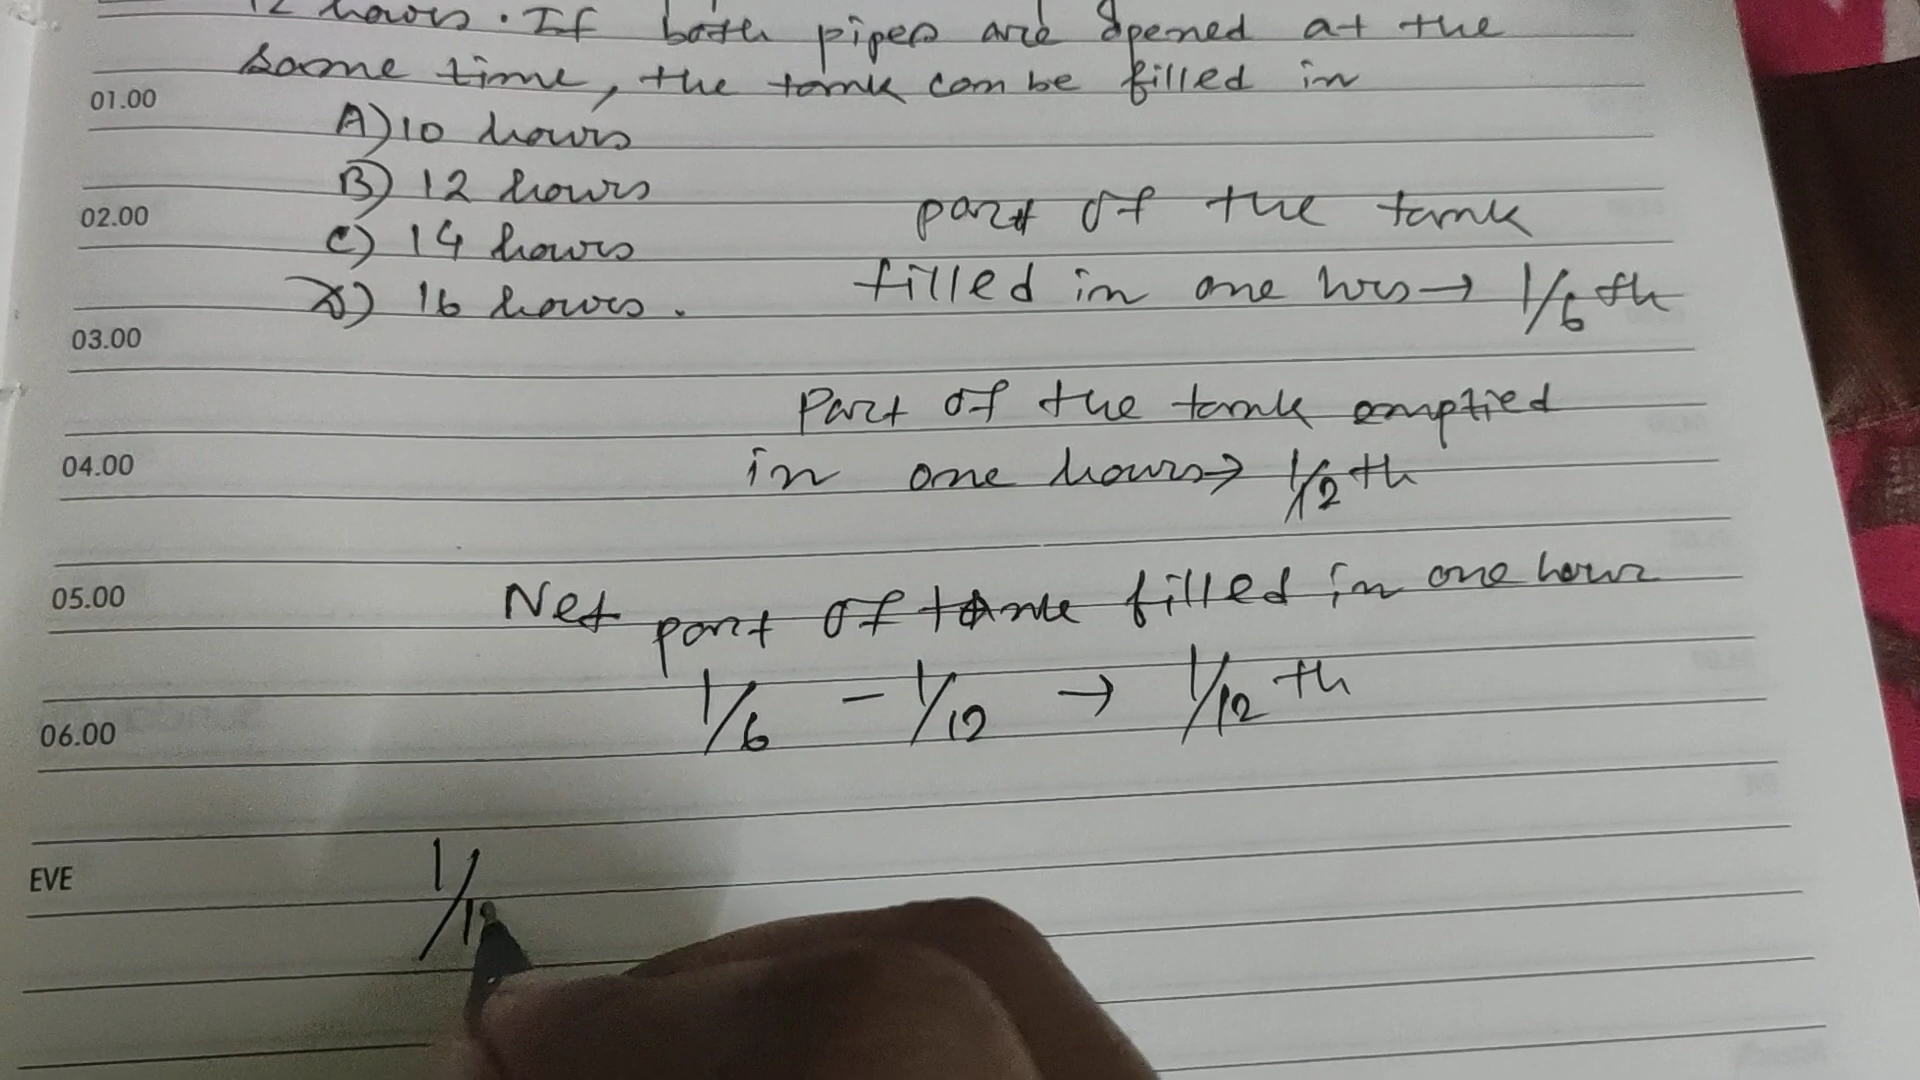 12 hours. If both pipes are opened at the
same time, the tank can be filled in
01.00
A) 10 hours
B) 12 hours
02.00
C) 14 hours
D) 16 hours.
03.00
part of the tank
filled in one hrs → 1/6 th
Part of the tank emptied
04.00
in one hours → 1/12 th
05.00
Net part of tank filled in one hour
1/6 - 1/12 → 1/12 th
06.00
EVE